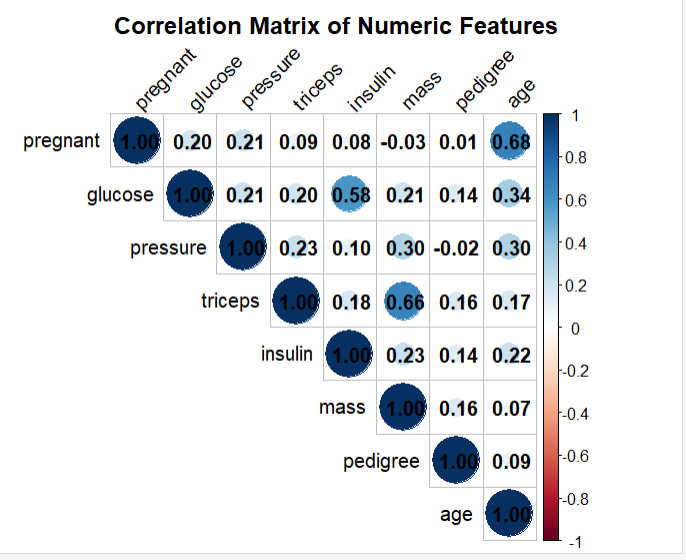 Correlation Matrix of Numeric Features
pregnant glucose pressure triceps insulin mass pedigree age
pregnant 1.00 0.20 0.21 0.09 0.08 -0.03 0.01 0.68
glucose 1.00 0.21 0.20 0.58 0.21 0.14 0.34
pressure 1.00 0.23 0.10 0.30 -0.02 0.30
triceps 1.00 0.18 0.66 0.16 0.17
insulin 1.00 0.23 0.14 0.22
mass 1.00 0.16 0.07
pedigree 1.00 0.09
age 1.00
1
0.8
0.6
0.4
0.2
0
-0.2
-0.4
-0.6
-0.8
-1